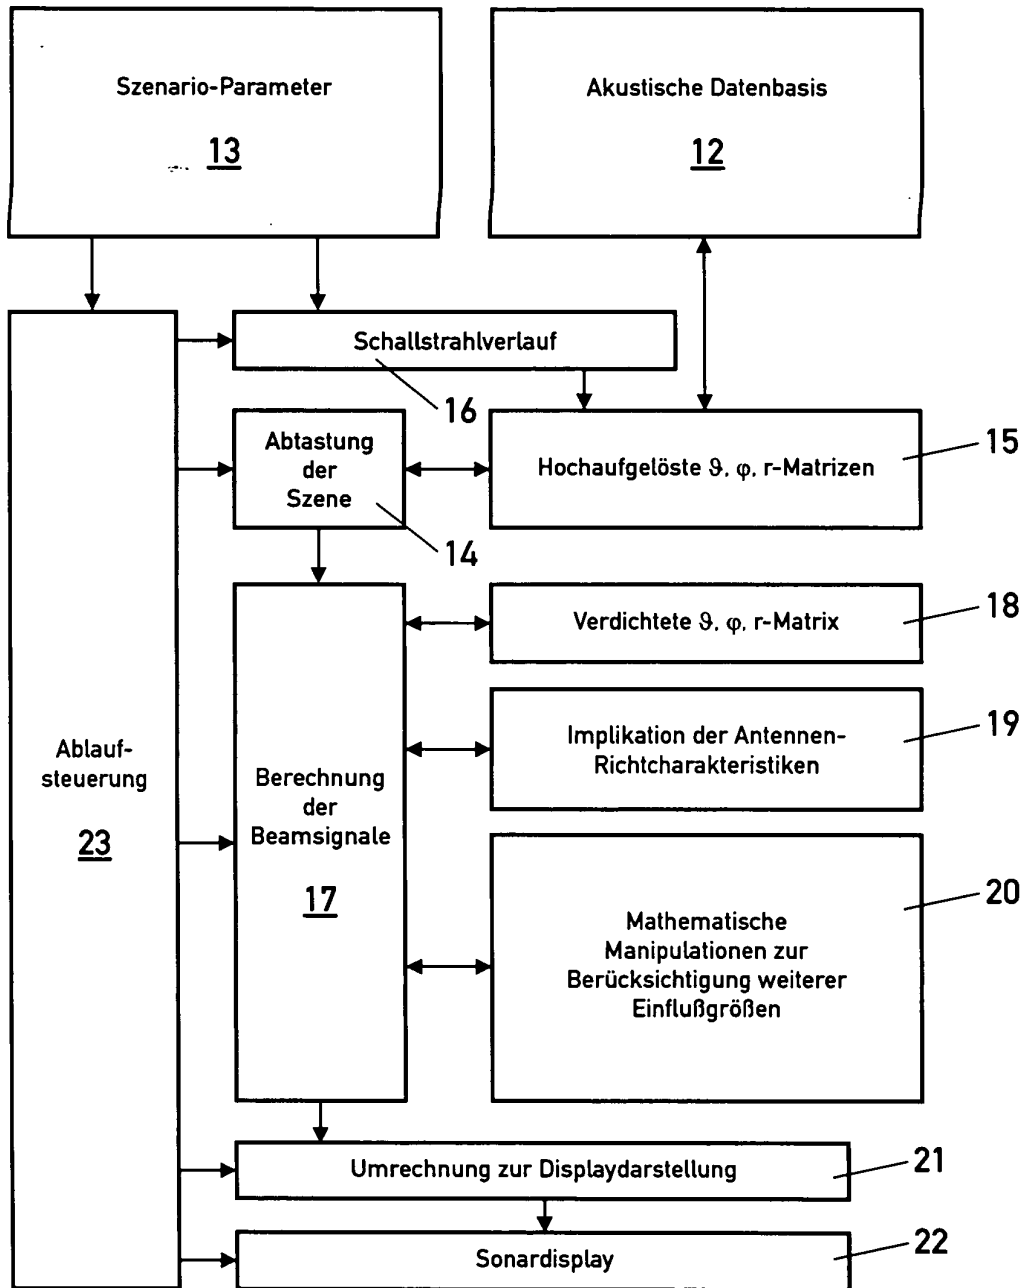 Szenario-Parameter
13
Akustische Datenbasis
12
Schallstrahlverlauf
16
Abtastung
der
Szene
14
Hochaufgelöste ϑ, φ, r-Matrizen
15
Verdichtete ϑ, φ, r-Matrix
18
Implikation der Antennen-
Richtcharakteristiken
19
Ablauf-
steuerung
23
Berechnung
der
Beamsignale
17
Mathematische
Manipulationen zur
Berücksichtigung weiterer
Einflußgrößen
20
Umrechnung zur Displaydarstellung
21
Sonardisplay
22